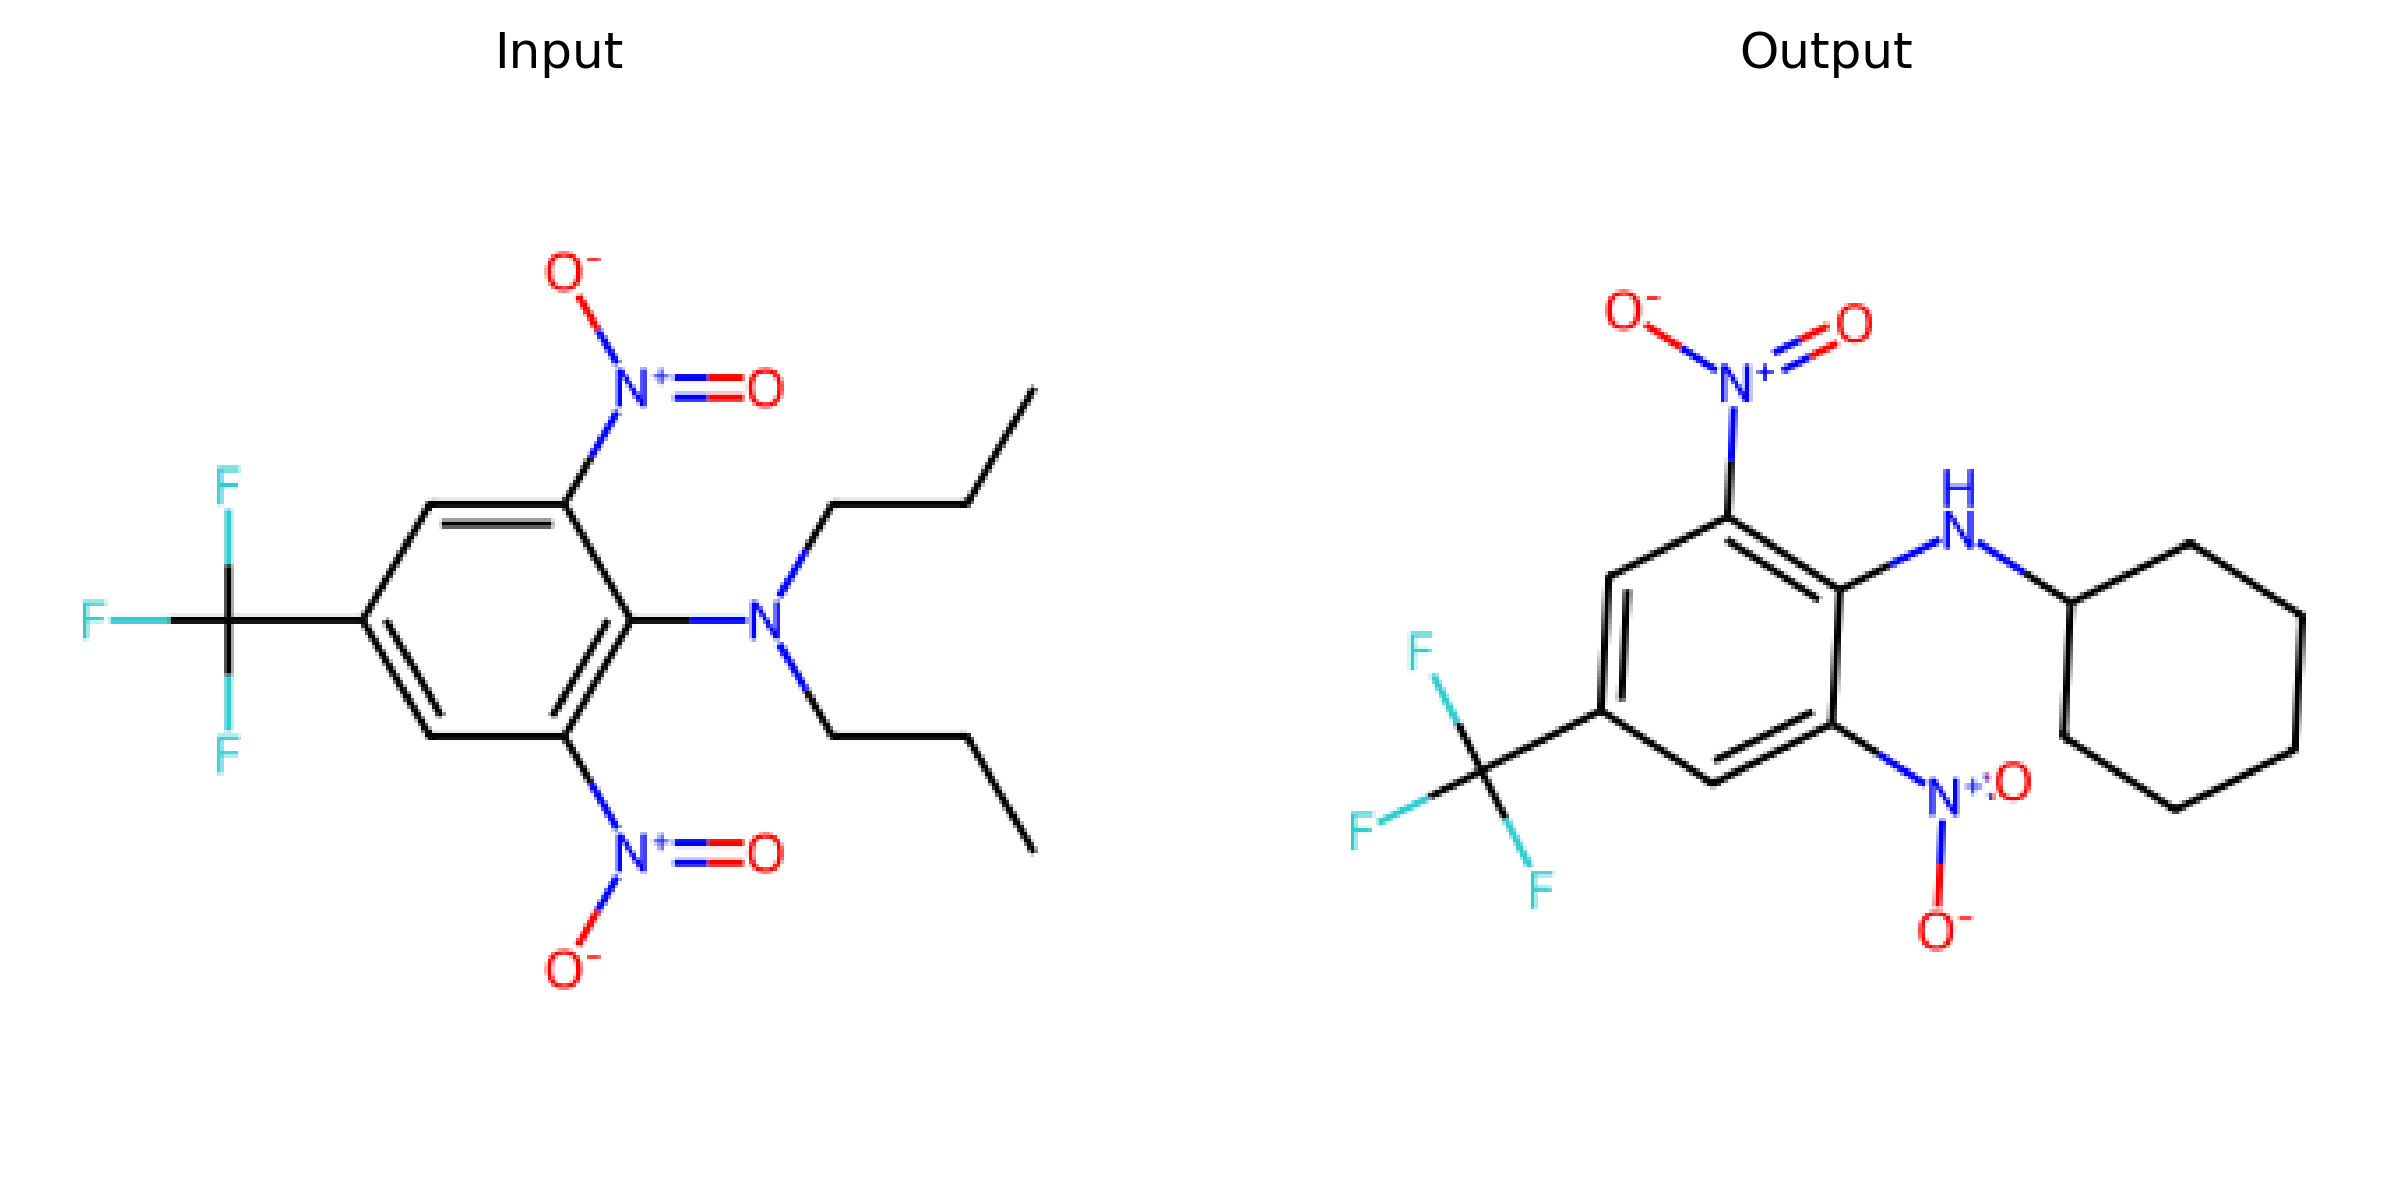 Input Output
O⁻
N⁺ O
F
F N
F
N⁺ O
O⁻
O⁻ O
N⁺
H
N
F
F N⁺ O
F
O⁻